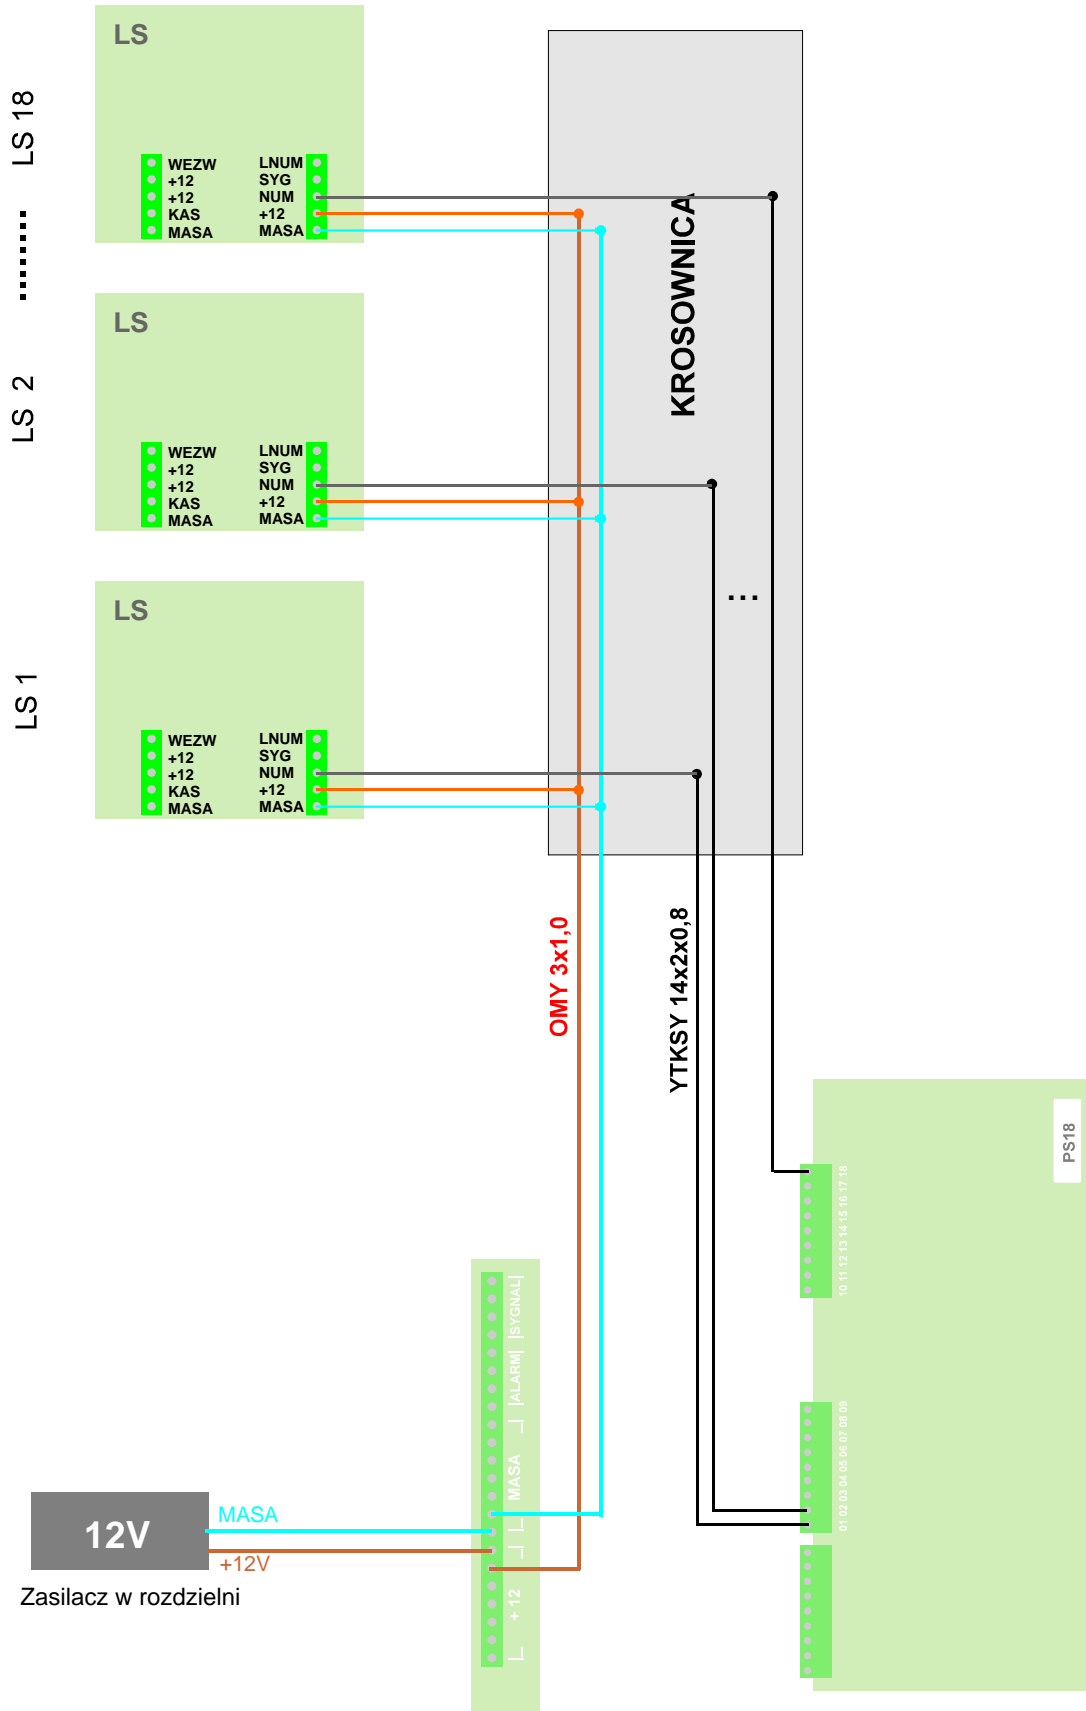 LS
LS 18
WEZW
+12
+12
KAS
MASA
LNUM
SYG
NUM
+12
MASA
KROSOWNICA
........
LS
LS 2
WEZW
+12
+12
KAS
MASA
LNUM
SYG
NUM
+12
MASA
...
LS
LS 1
WEZW
+12
+12
KAS
MASA
LNUM
SYG
NUM
+12
MASA
OMY 3x1,0
YTKSY 14x2x0,8
PS18
10 11 12 13 14 15 16 17 18
01 02 03 04 05 06 07 08 09
|SYGNAL|
|ALARM|
MASA
+ 12
12V
MASA
+12V
Zasilacz w rozdzielni